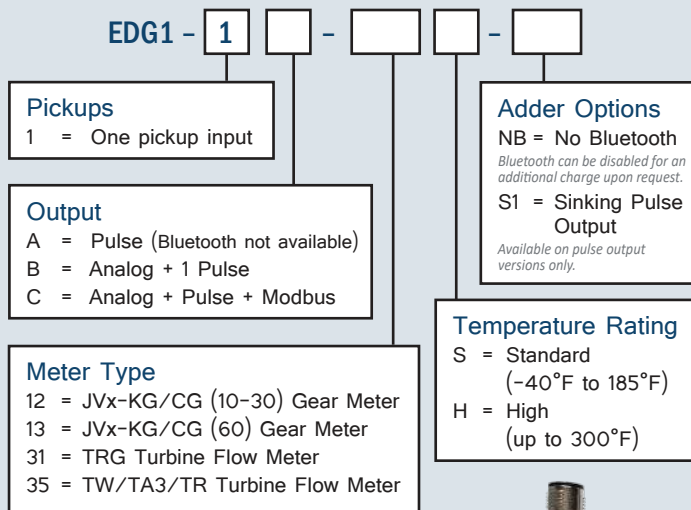 EDG1 – 1 – –
Pickups
1 = One pickup input
Output
A = Pulse (Bluetooth not available)
B = Analog + 1 Pulse
C = Analog + Pulse + Modbus
Meter Type
12 = JVx-KG/CG (10-30) Gear Meter
13 = JVx-KG/CG (60) Gear Meter
31 = TRG Turbine Flow Meter
35 = TW/TA3/TR Turbine Flow Meter
Adder Options
NB = No Bluetooth
Bluetooth can be disabled for an
additional charge upon request.
S1 = Sinking Pulse
Output
Available on pulse output
versions only.
Temperature Rating
S = Standard
(-40°F to 185°F)
H = High
(up to 300°F)